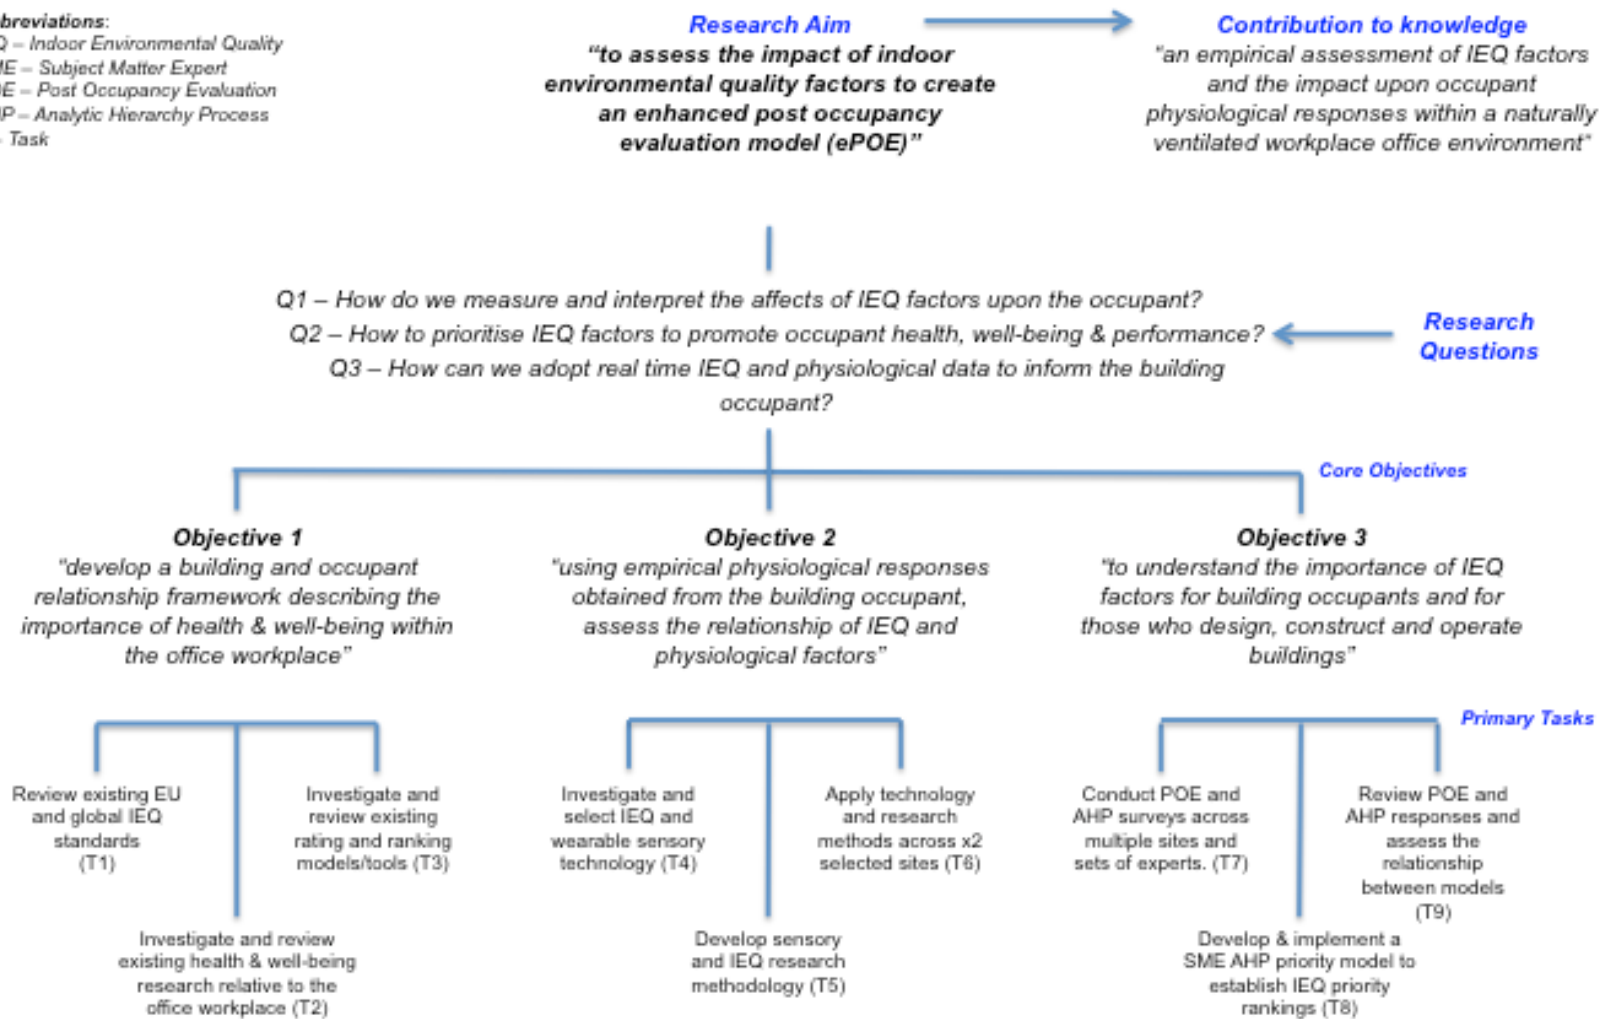 breviations:
Q – Indoor Environmental Quality
ME – Subject Matter Expert
OE – Post Occupancy Evaluation
HP – Analytic Hierarchy Process
- Task
Research Aim
“to assess the impact of indoor
environmental quality factors to create
an enhanced post occupancy
evaluation model (ePOE)”
Contribution to knowledge
“an empirical assessment of IEQ factors
and the impact upon occupant
physiological responses within a naturally
ventilated workplace office environment“
Q1 – How do we measure and interpret the affects of IEQ factors upon the occupant?
Q2 – How to prioritise IEQ factors to promote occupant health, well-being & performance?
Q3 – How can we adopt real time IEQ and physiological data to inform the building
occupant?
Research
Questions
Core Objectives
Objective 1
“develop a building and occupant
relationship framework describing the
importance of health & well-being within
the office workplace”
Objective 2
“using empirical physiological responses
obtained from the building occupant,
assess the relationship of IEQ and
physiological factors”
Objective 3
“to understand the importance of IEQ
factors for building occupants and for
those who design, construct and operate
buildings”
Primary Tasks
Review existing EU
and global IEQ
standards
(T1)
Investigate and review
existing health & well-being
research relative to the
office workplace (T2)
Investigate and
review existing
rating and ranking
models/tools (T3)
Investigate and
select IEQ and
wearable sensory
technology (T4)
Develop sensory
and IEQ research
methodology (T5)
Apply technology
and research
methods across x2
selected sites (T6)
Conduct POE and
AHP surveys across
multiple sites and
sets of experts. (T7)
Develop & implement a
SME AHP priority model to
establish IEQ priority
rankings (T8)
Review POE and
AHP responses and
assess the
relationship
between models
(T9)